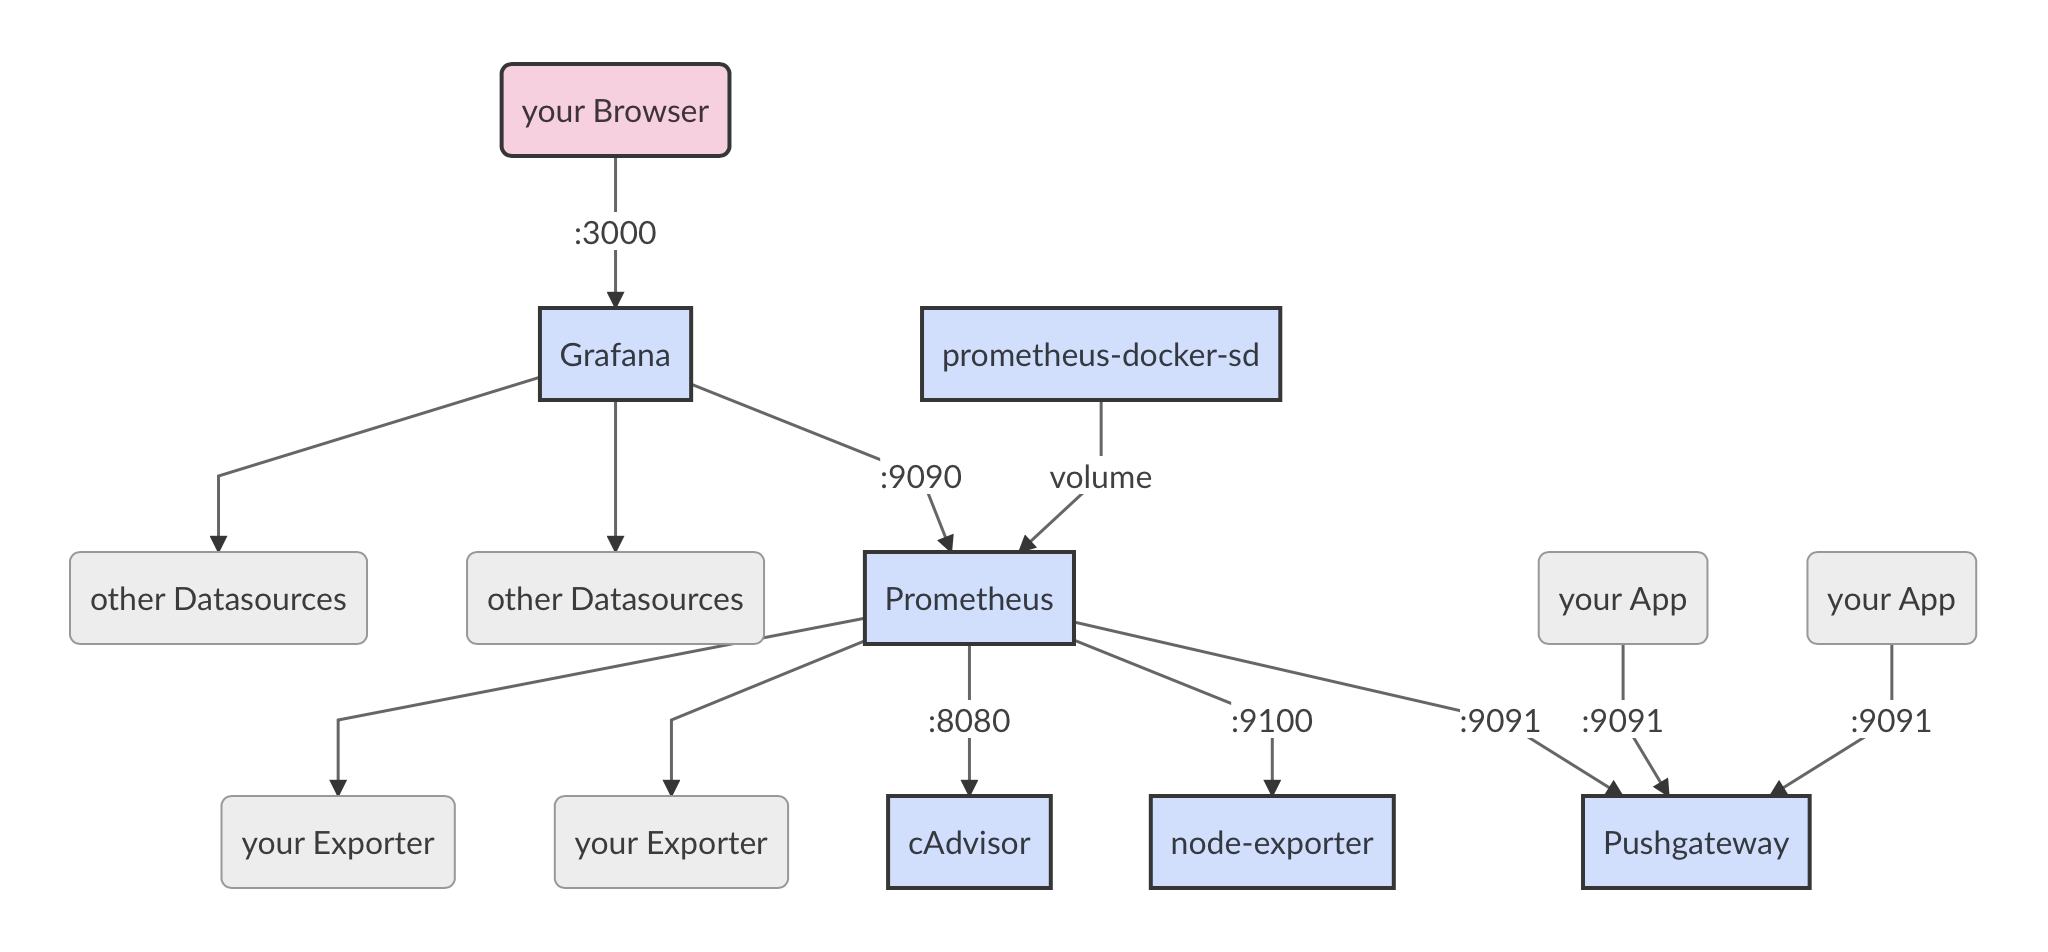 your Browser
:3000
Grafana
prometheus-docker-sd
:9090
volume
other Datasources
other Datasources
Prometheus
your App
your App
:8080
:9100
:9091
:9091
:9091
your Exporter
your Exporter
cAdvisor
node-exporter
Pushgateway